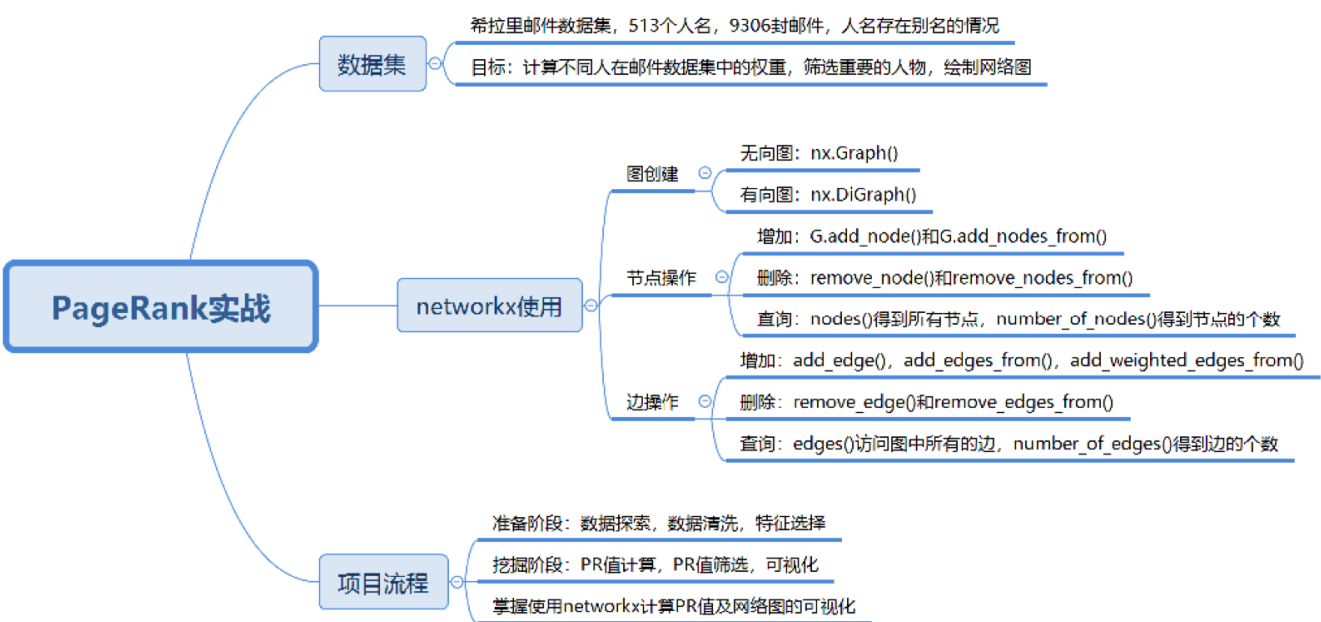 PageRank实战
数据集
希拉里邮件数据集，513个人名，9306封邮件，人名存在别名的情况
目标：计算不同人在邮件数据集中的权重，筛选重要的人物，绘制网络图
networkx使用
图创建
无向图：nx.Graph()
有向图：nx.DiGraph()
节点操作
增加：G.add_node()和G.add_nodes_from()
删除：remove_node()和remove_nodes_from()
查询：nodes()得到所有节点，number_of_nodes()得到节点的个数
边操作
增加：add_edge()，add_edges_from()，add_weighted_edges_from()
删除：remove_edge()和remove_edges_from()
查询：edges()访问图中所有的边，number_of_edges()得到边的个数
项目流程
准备阶段：数据探索，数据清洗，特征选择
挖掘阶段：PR值计算，PR值筛选，可视化
掌握使用networkx计算PR值及网络图的可视化